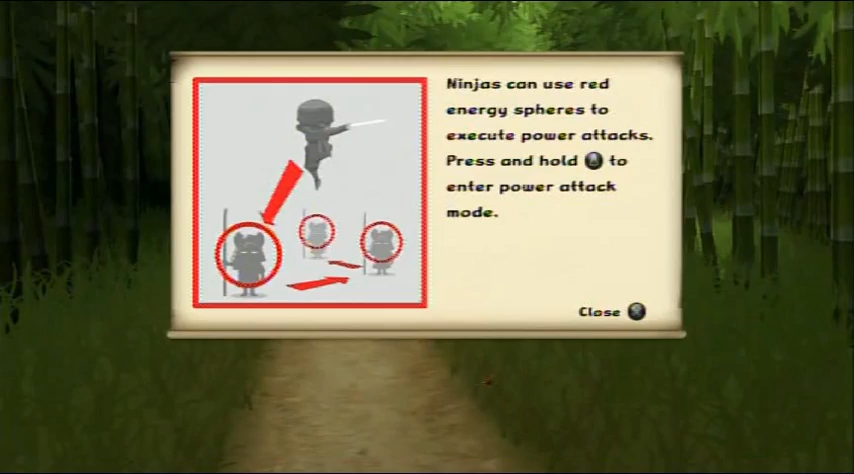 Ninjas can use red
energy spheres to
execute power attacks.
Press and hold A to
enter power attack
mode.
Close X